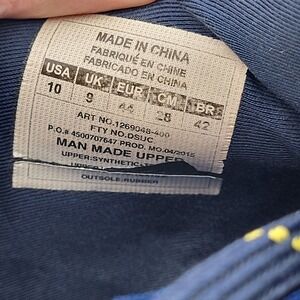 MADE IN CHINA
FABRIQUÉ EN CHINE
FABRICADO EN CHINA
USA UK EUR CM BR
10 9 44 28 42
ART NO.1269048-400
FTY NO.DSUC
P.O.# 4500707647 PROD. MO.04/2015
MAN MADE UPPER
UPPER:SYNTHETIC
OUTSOLE:RUBBER